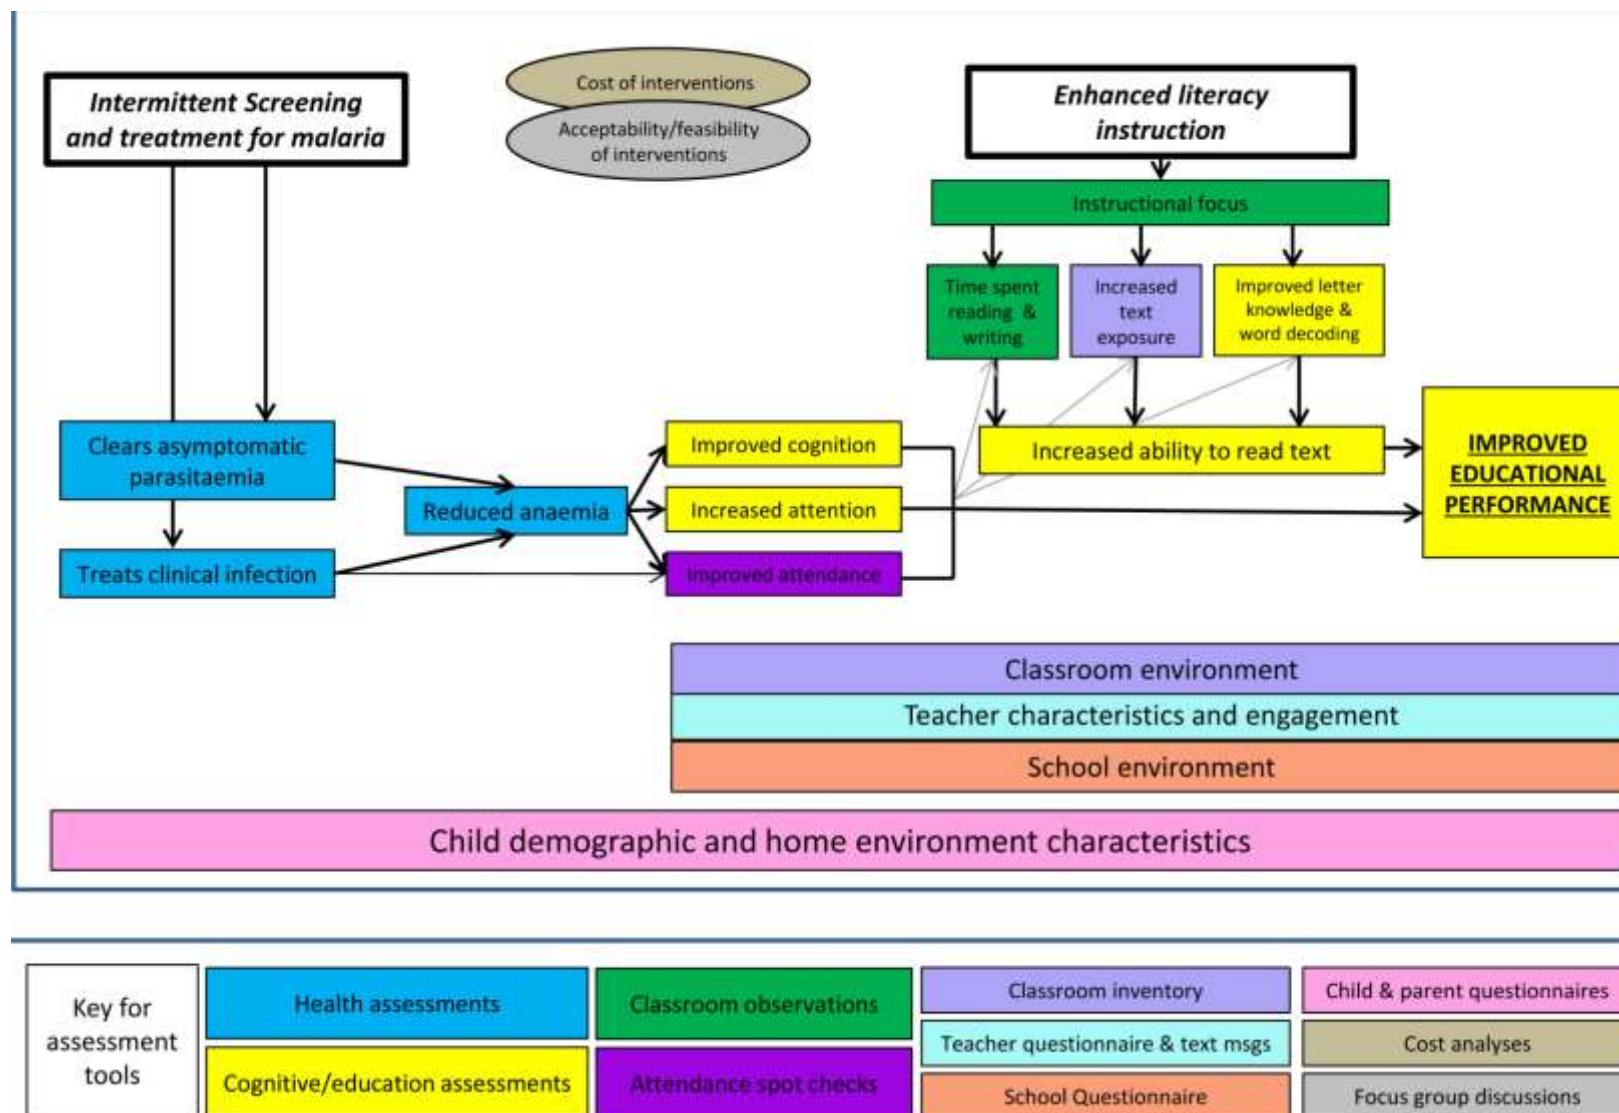 Intermittent Screening
and treatment for malaria
Cost of interventions
Acceptability/feasibility
of interventions
Enhanced literacy
instruction
Instructional focus
Time spent
reading &
writing
Increased
text
exposure
Improved letter
knowledge &
word decoding
Clears asymptomatic
parasitaemia
Treats clinical infection
Reduced anaemia
Improved cognition
Increased attention
Improved attendance
Increased ability to read text
IMPROVED
EDUCATIONAL
PERFORMANCE
Classroom environment
Teacher characteristics and engagement
School environment
Child demographic and home environment characteristics
Key for
assessment
tools
Health assessments
Cognitive/education assessments
Classroom observations
Attendance spot checks
Classroom inventory
Teacher questionnaire & text msgs
School Questionnaire
Child & parent questionnaires
Cost analyses
Focus group discussions